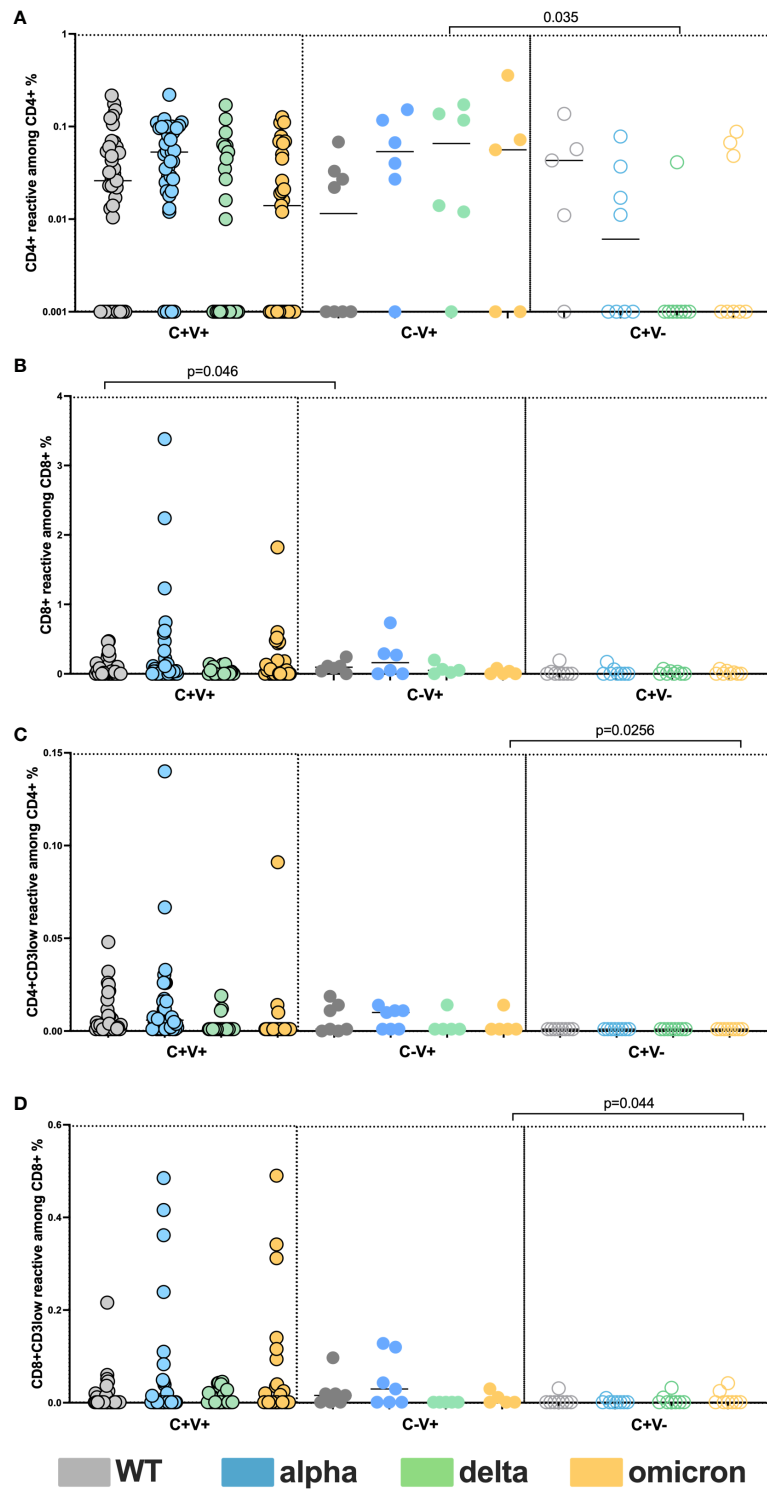 A
0.035
CD4+ reactive among CD4+ %
1
0.1
0.01
0.001
C+V+ C-V+ C+V-
B
p=0.046
CD8+ reactive among CD8+ %
4
3
2
1
0
C+V+ C-V+ C+V-
C
p=0.0256
CD4+CD3low reactive among CD4+ %
0.15
0.10
0.05
0.00
C+V+ C-V+ C+V-
D
p=0.044
CD8+CD3low reactive among CD8+ %
0.6
0.4
0.2
0.0
C+V+ C-V+ C+V-
WT alpha delta omicron